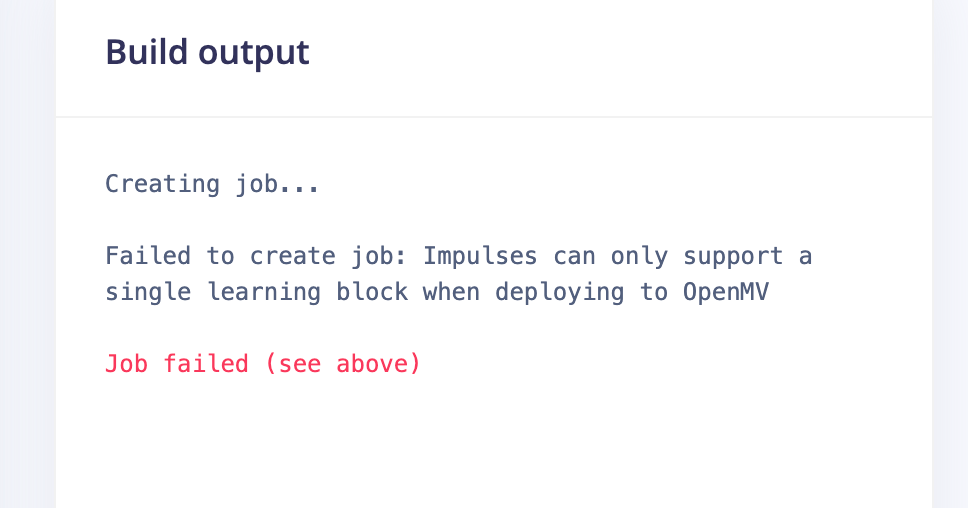 Build output
Creating job...
Failed to create job: Impulses can only support a
single learning block when deploying to OpenMV
Job failed (see above)